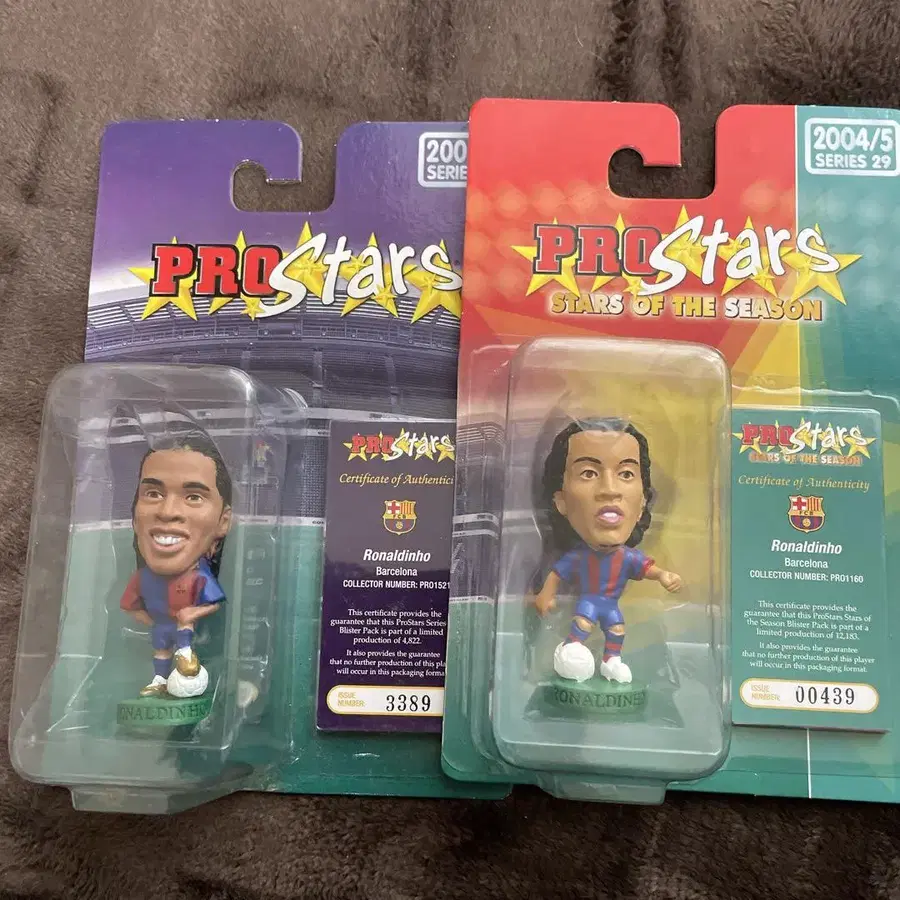 200
SERIE
PROStars
PROStars
Certificate of Authentici
FCB
Ronaldinho
Barcelona
COLLECTOR NUMBER: PRO1521
This certificate provides the
guarantee that this ProStars Series
Blister Pack is part of a limited
production of 4,822.
It also provides the guarantee
that no further production of this pla
will occur in this packaging format
ISSUE
NUMBER:
3389
NALDINHO
2004/5
SERIES 29
PROStars
STARS OF THE SEASON
PROStars
STARS OF THE SEASON
Certificate of Authenticity
FCB
Ronaldinho
Barcelona
COLLECTOR NUMBER: PRO1160
This certificate provides the
guarantee that this ProStars Stars of
the Season Blister Pack is part of a
limited production of 12,183.
It also provides the guarantee
that no further production of this player
will occur in this packaging format
ISSUE
NUMBER:
00439
RONALDINHO